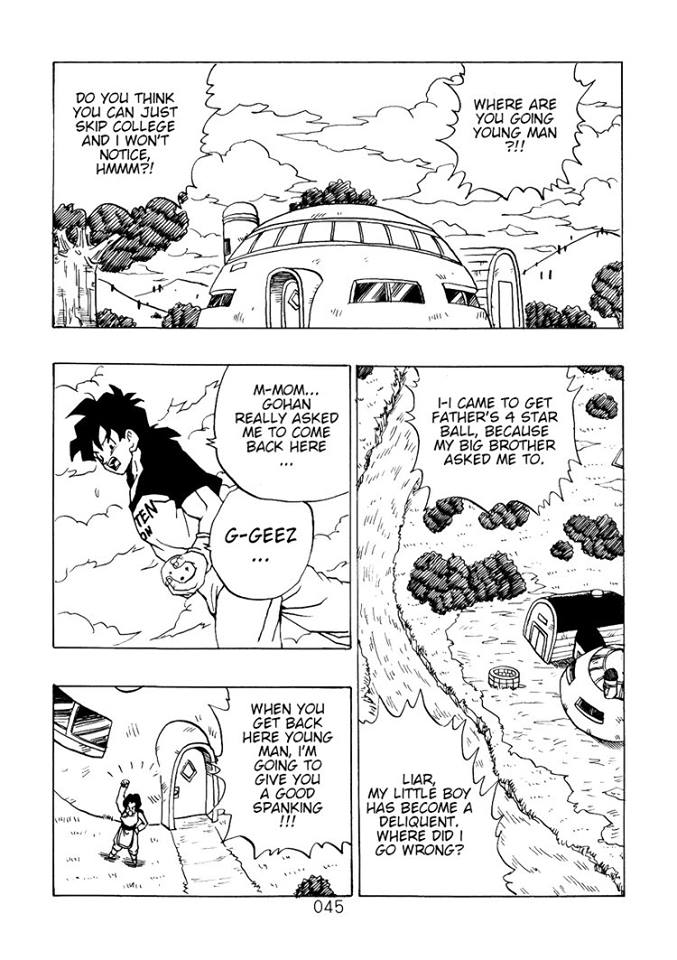 WHERE ARE
YOU GOING
YOUNG MAN
?!!
DO YOU THINK
YOU CAN JUST
SKIP COLLEGE
AND I WON'T
NOTICE,
HMMM?!
I-I CAME TO GET
FATHER'S 4 STAR
BALL, BECAUSE
MY BIG BROTHER
ASKED ME TO.
LIAR,
MY LITTLE BOY
HAS BECOME A
DELIQUENT.
WHERE DID I
GO WRONG?
M-MOM...
GOHAN
REALLY ASKED
ME TO COME
BACK HERE
...
G-GEEZ
...
TEN
WHEN YOU
GET BACK
HERE YOUNG
MAN, I'M
GOING TO
GIVE YOU
A GOOD
SPANKING
!!!
045